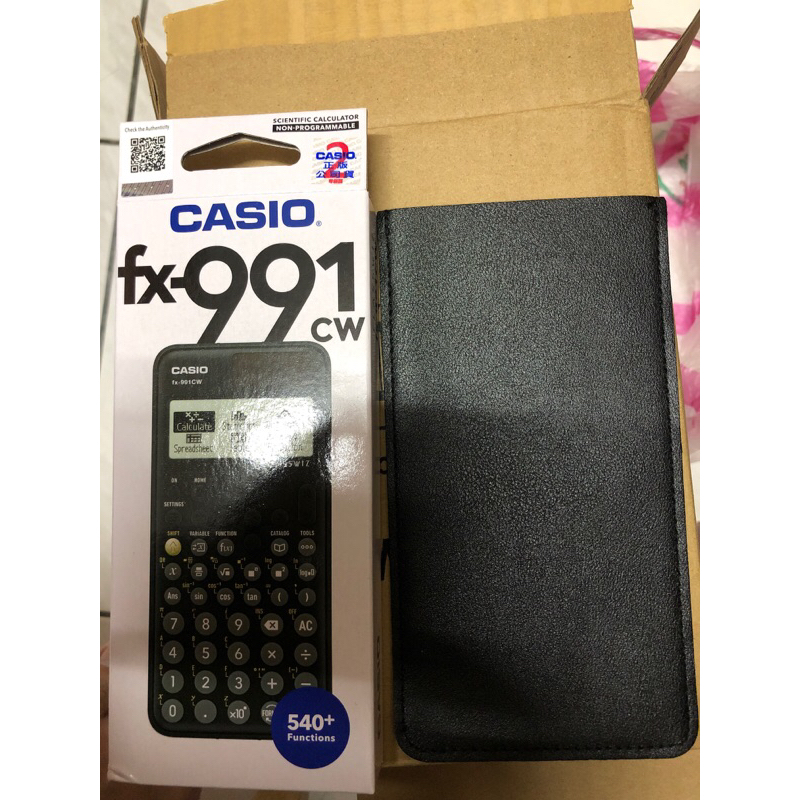 Check the Authenticity
SCIENTIFIC CALCULATOR
NON-PROGRAMMABLE
CASIO
正版
公司貨
2
CASIO®
fx-991
CW
CASIO
fx-991CW
Calculate
Spreadsheet
ON HOME
SETTINGS
SHIFT VARIABLE FUNCTION CATALOG TOOLS
f(x)
Ans sin cos tan ( )
7 8 9 AC
4 5 6 × ÷
1 2 3 + −
0 . ×10
540+
Functions